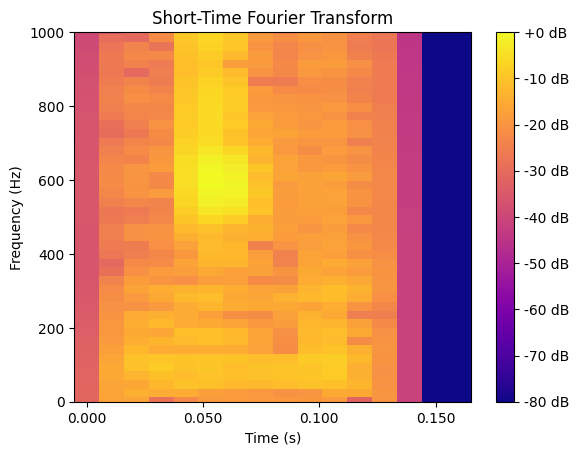 Short-Time Fourier Transform
1000
800
600
400
200
0
Frequency (Hz)
0.000
0.050
0.100
0.150
Time (s)
+0 dB
-10 dB
-20 dB
-30 dB
-40 dB
-50 dB
-60 dB
-70 dB
-80 dB